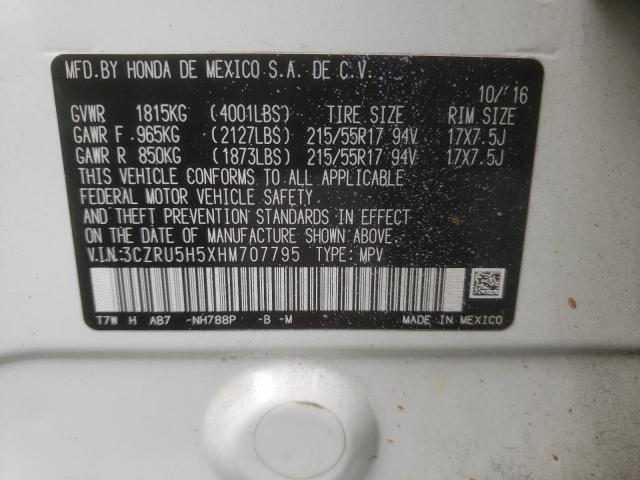 MFD.BY HONDA DE MEXICO S.A. DE C.V.
10/'16
GVWR 1815KG (4001LBS) TIRE SIZE RIM SIZE
GAWR F 965KG (2127LBS) 215/55R17 94V 17X7.5J
GAWR R 850KG (1873LBS) 215/55R17 94V 17X7.5J
THIS VEHICLE CONFORMS TO ALL APPLICABLE
FEDERAL MOTOR VEHICLE SAFETY
AND THEFT PREVENTION STANDARDS IN EFFECT
ON THE DATE OF MANUFACTURE SHOWN ABOVE.
V.I.N.:3CZRU5H5XHM707795 TYPE: MPV
T7W H AB7 -NH788P -B -M MADE IN MEXICO